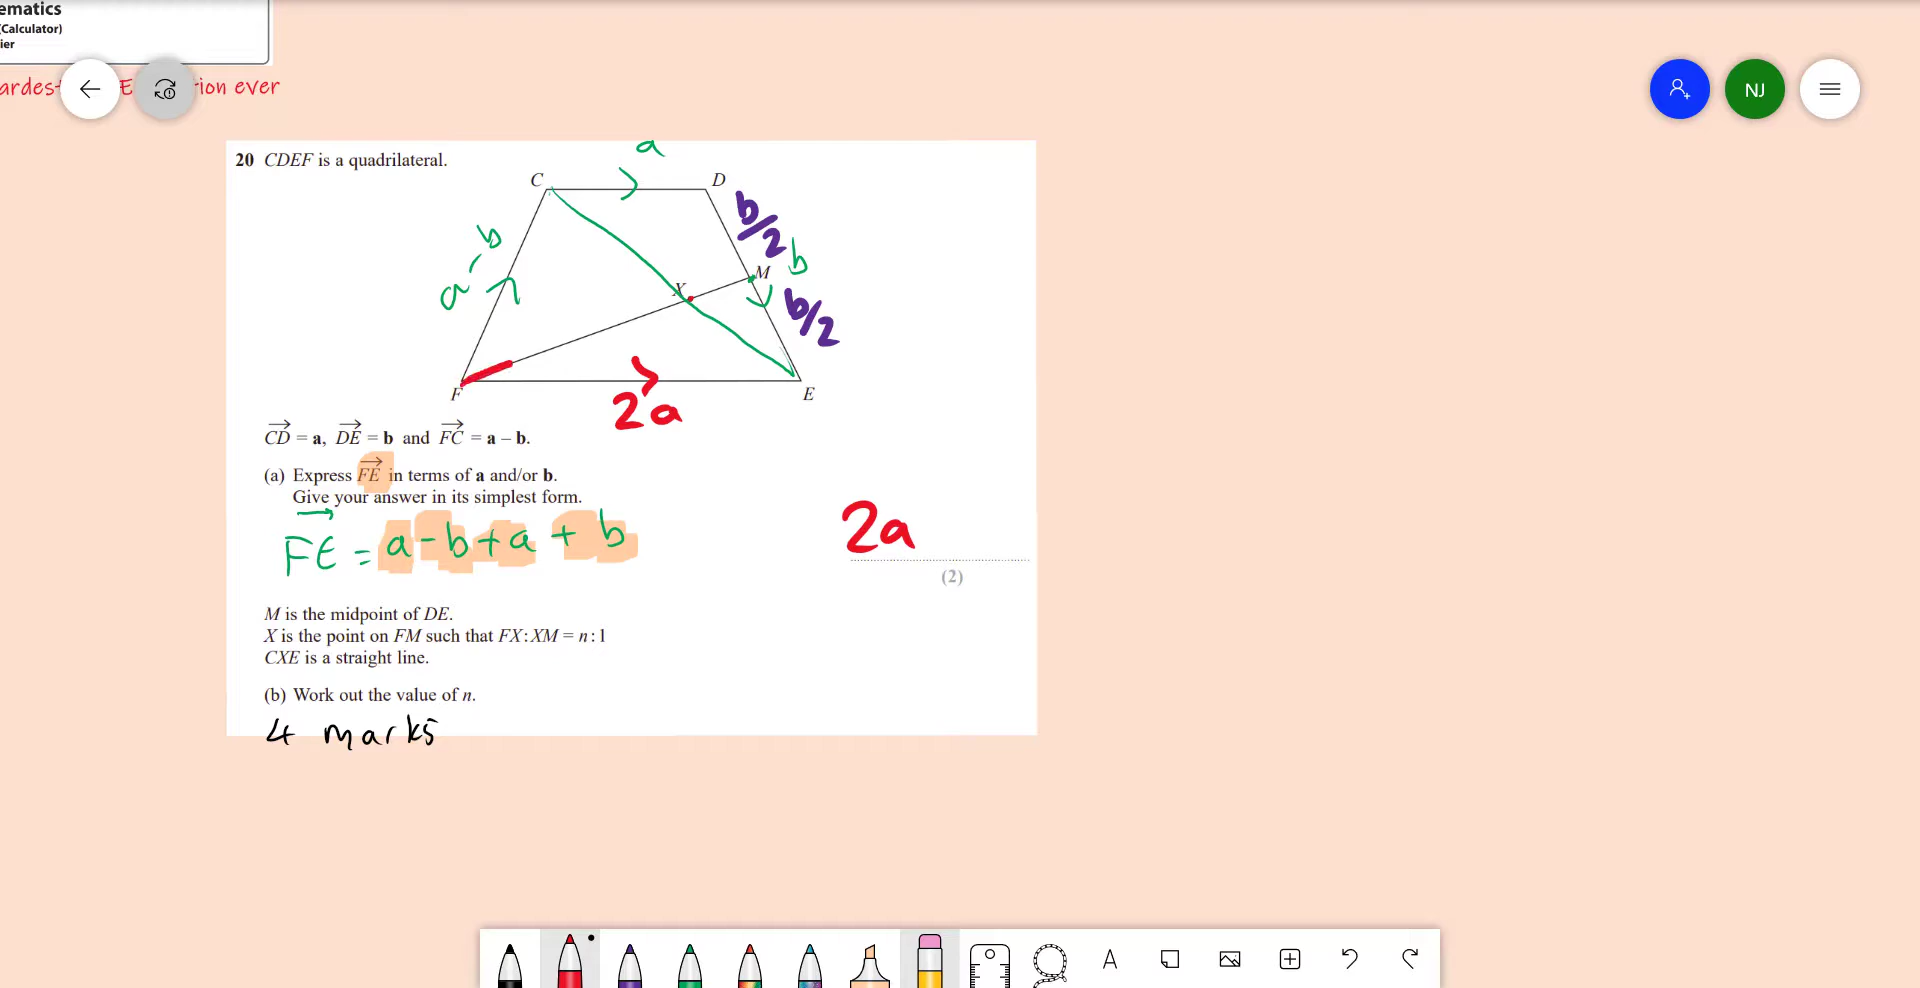 ematics
(Calculator)
ier
ardest E tion ever
NJ
20 CDEF is a quadrilateral.
a
C D
b/2
a - b
b
M
X
b/2
F E
2a
CD = a, DE = b and FC = a – b.
(a) Express FE in terms of a and/or b.
Give your answer in its simplest form.
FE = a - b + a + b
2a
(2)
M is the midpoint of DE.
X is the point on FM such that FX : XM = n : 1
CXE is a straight line.
(b) Work out the value of n.
4 marks
A